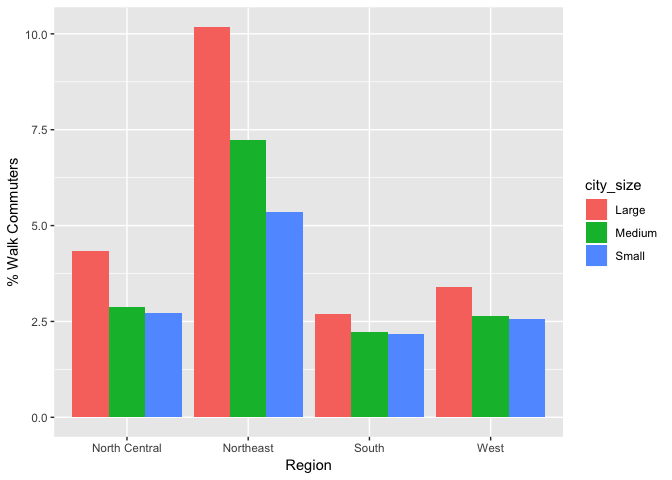 10.0
7.5
5.0
2.5
0.0
% Walk Commuters
North Central Northeast South West
Region
city_size
Large
Medium
Small